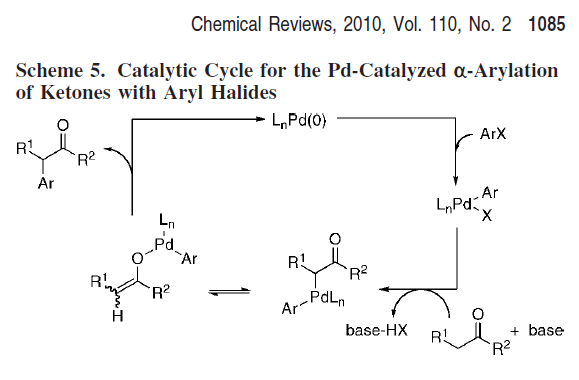 Chemical Reviews, 2010, Vol. 110, No. 2 1085
Scheme 5. Catalytic Cycle for the Pd-Catalyzed α-Arylation
of Ketones with Aryl Halides
LnPd(0)
ArX
O
R1
R2
Ar
LnPd
Ar
X
Ln
Pd
O
Ar
R1
R2
H
O
R1
R2
PdLn
Ar
base-HX
O
R1
R2
+ base